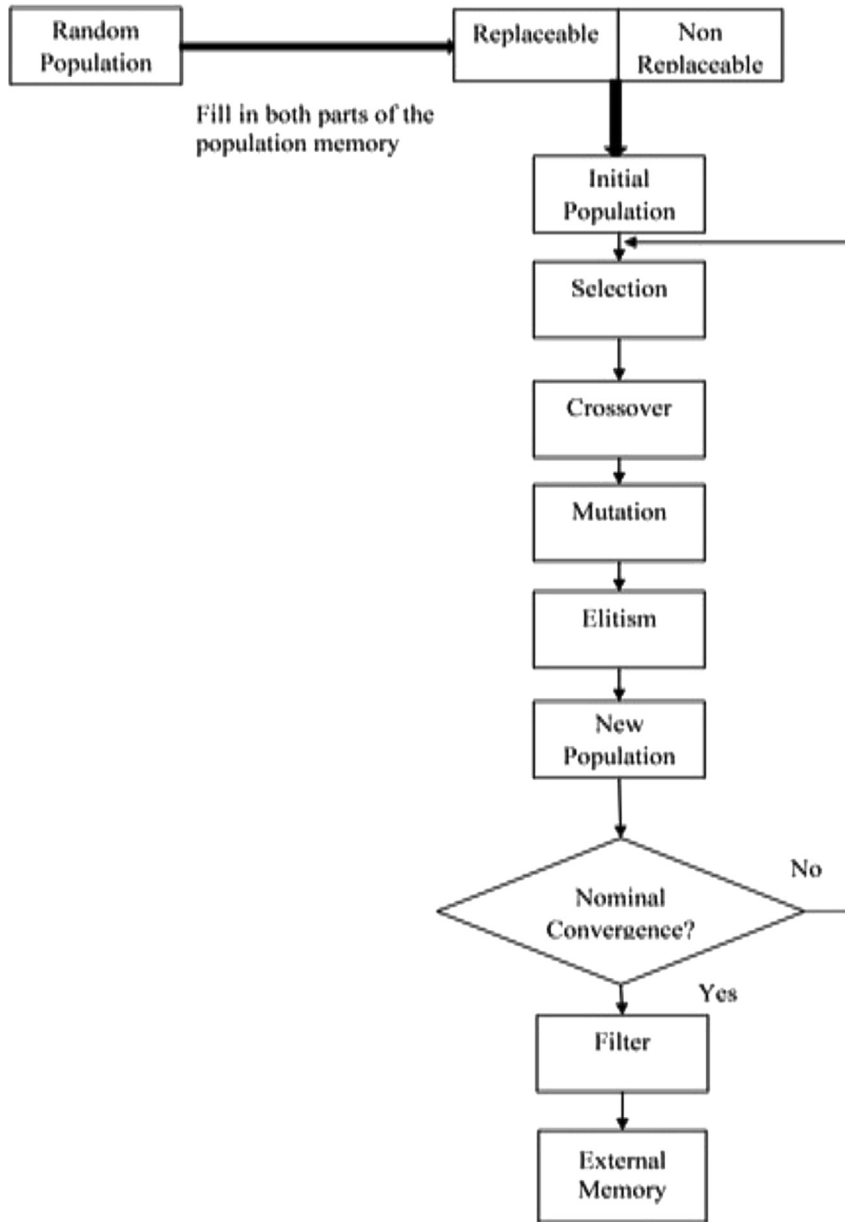 Random
Population
Replaceable
Non
Replaceable
Fill in both parts of the
population memory
Initial
Population
Selection
Crossover
Mutation
Elitism
New
Population
Nominal
Convergence?
No
Yes
Filter
External
Memory